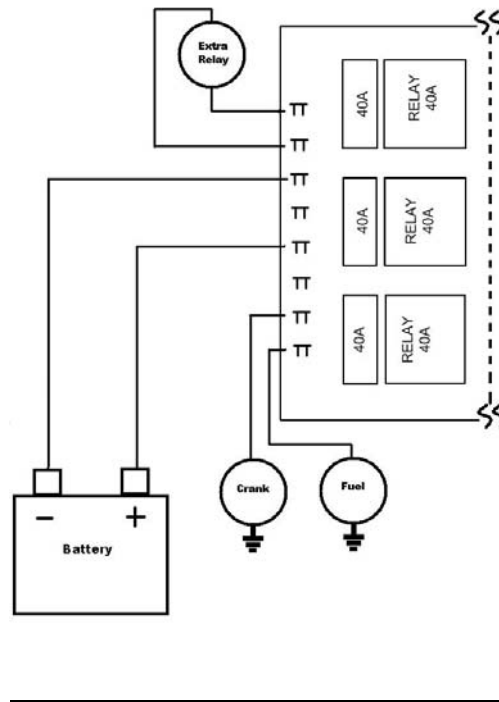 Extra
Relay
40A
RELAY
40A
40A
RELAY
40A
40A
RELAY
40A
Crank
Fuel
− +
Battery